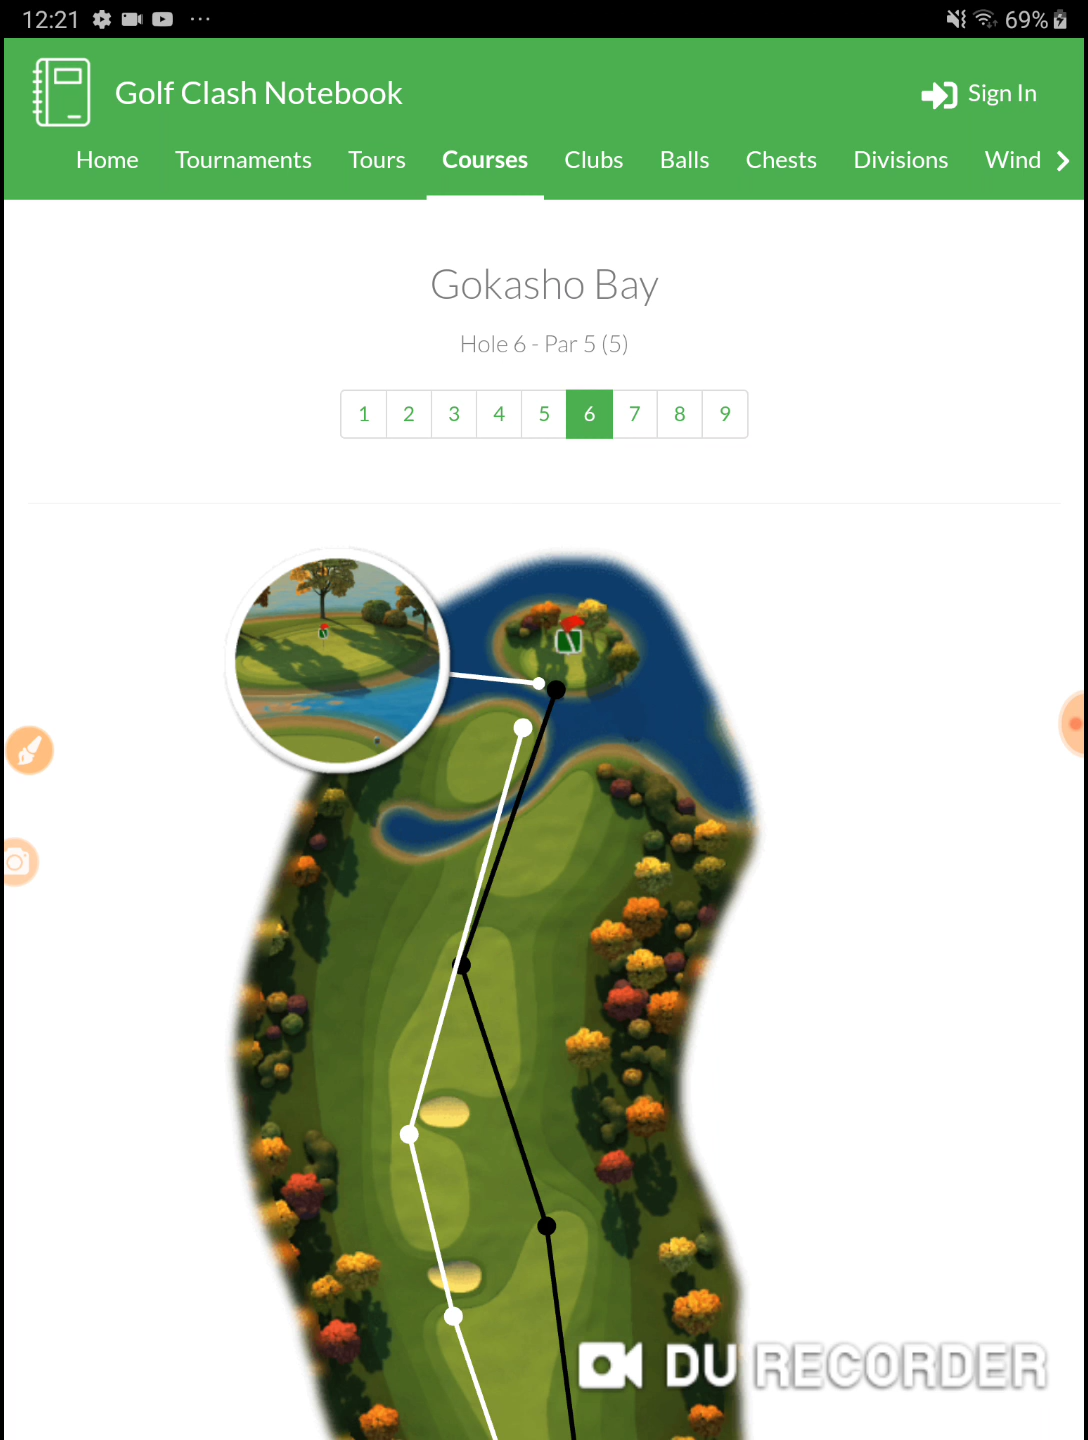 12:21 ··· 69%
Golf Clash Notebook
Sign In
Home Tournaments Tours Courses Clubs Balls Chests Divisions Wind
Gokasho Bay
Hole 6 - Par 5 (5)
1 2 3 4 5 6 7 8 9
DU RECORDER